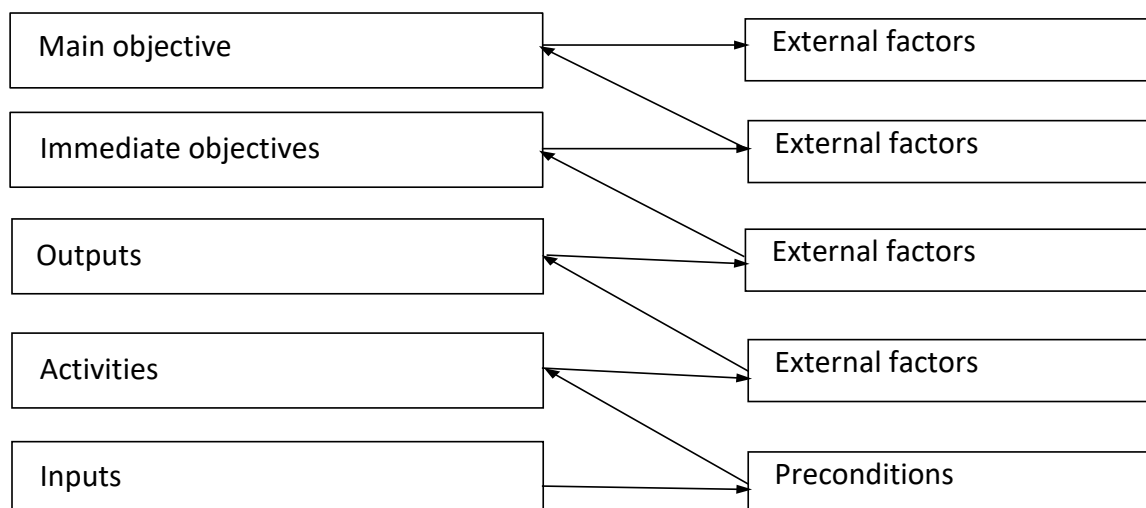 Main objective
External factors
Immediate objectives
External factors
Outputs
External factors
Activities
External factors
Inputs
Preconditions